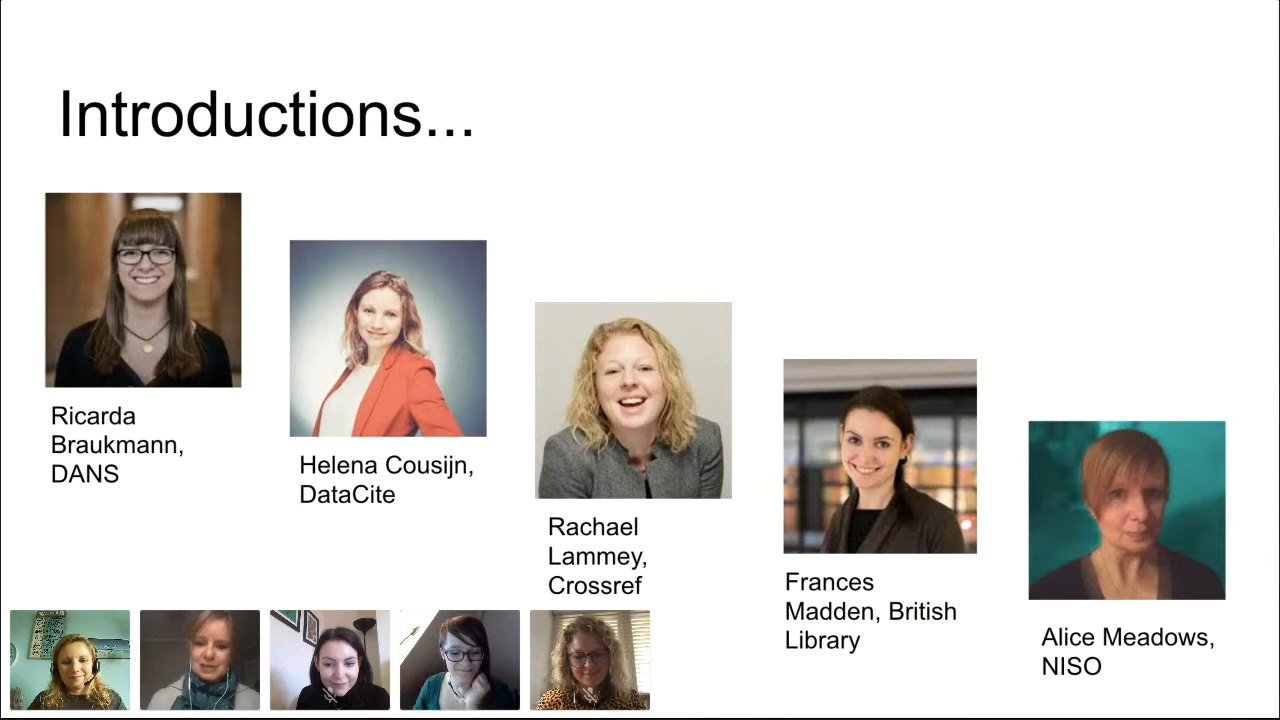 Introductions...
Ricarda
Braukmann,
DANS
Helena Cousijn,
DataCite
Rachael
Lammey,
Crossref
Frances
Madden, British
Library
Alice Meadows,
NISO